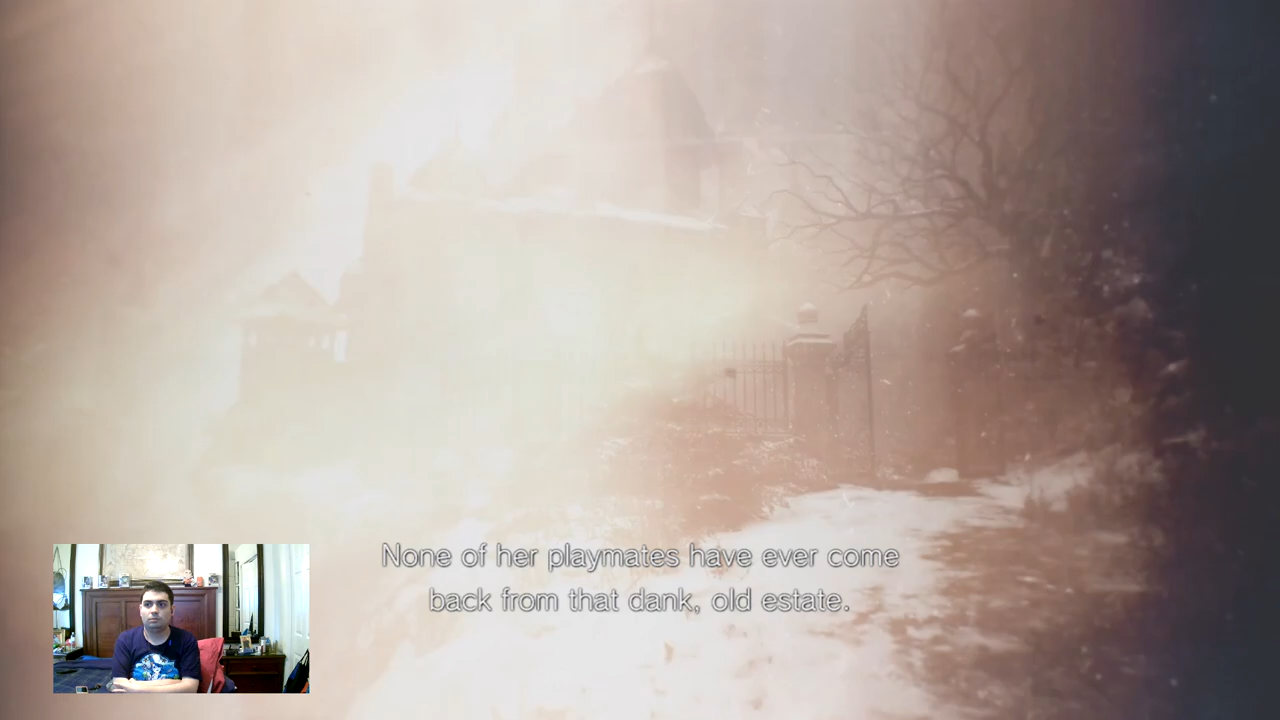 None of her playmates have ever come
back from that dank, old estate.